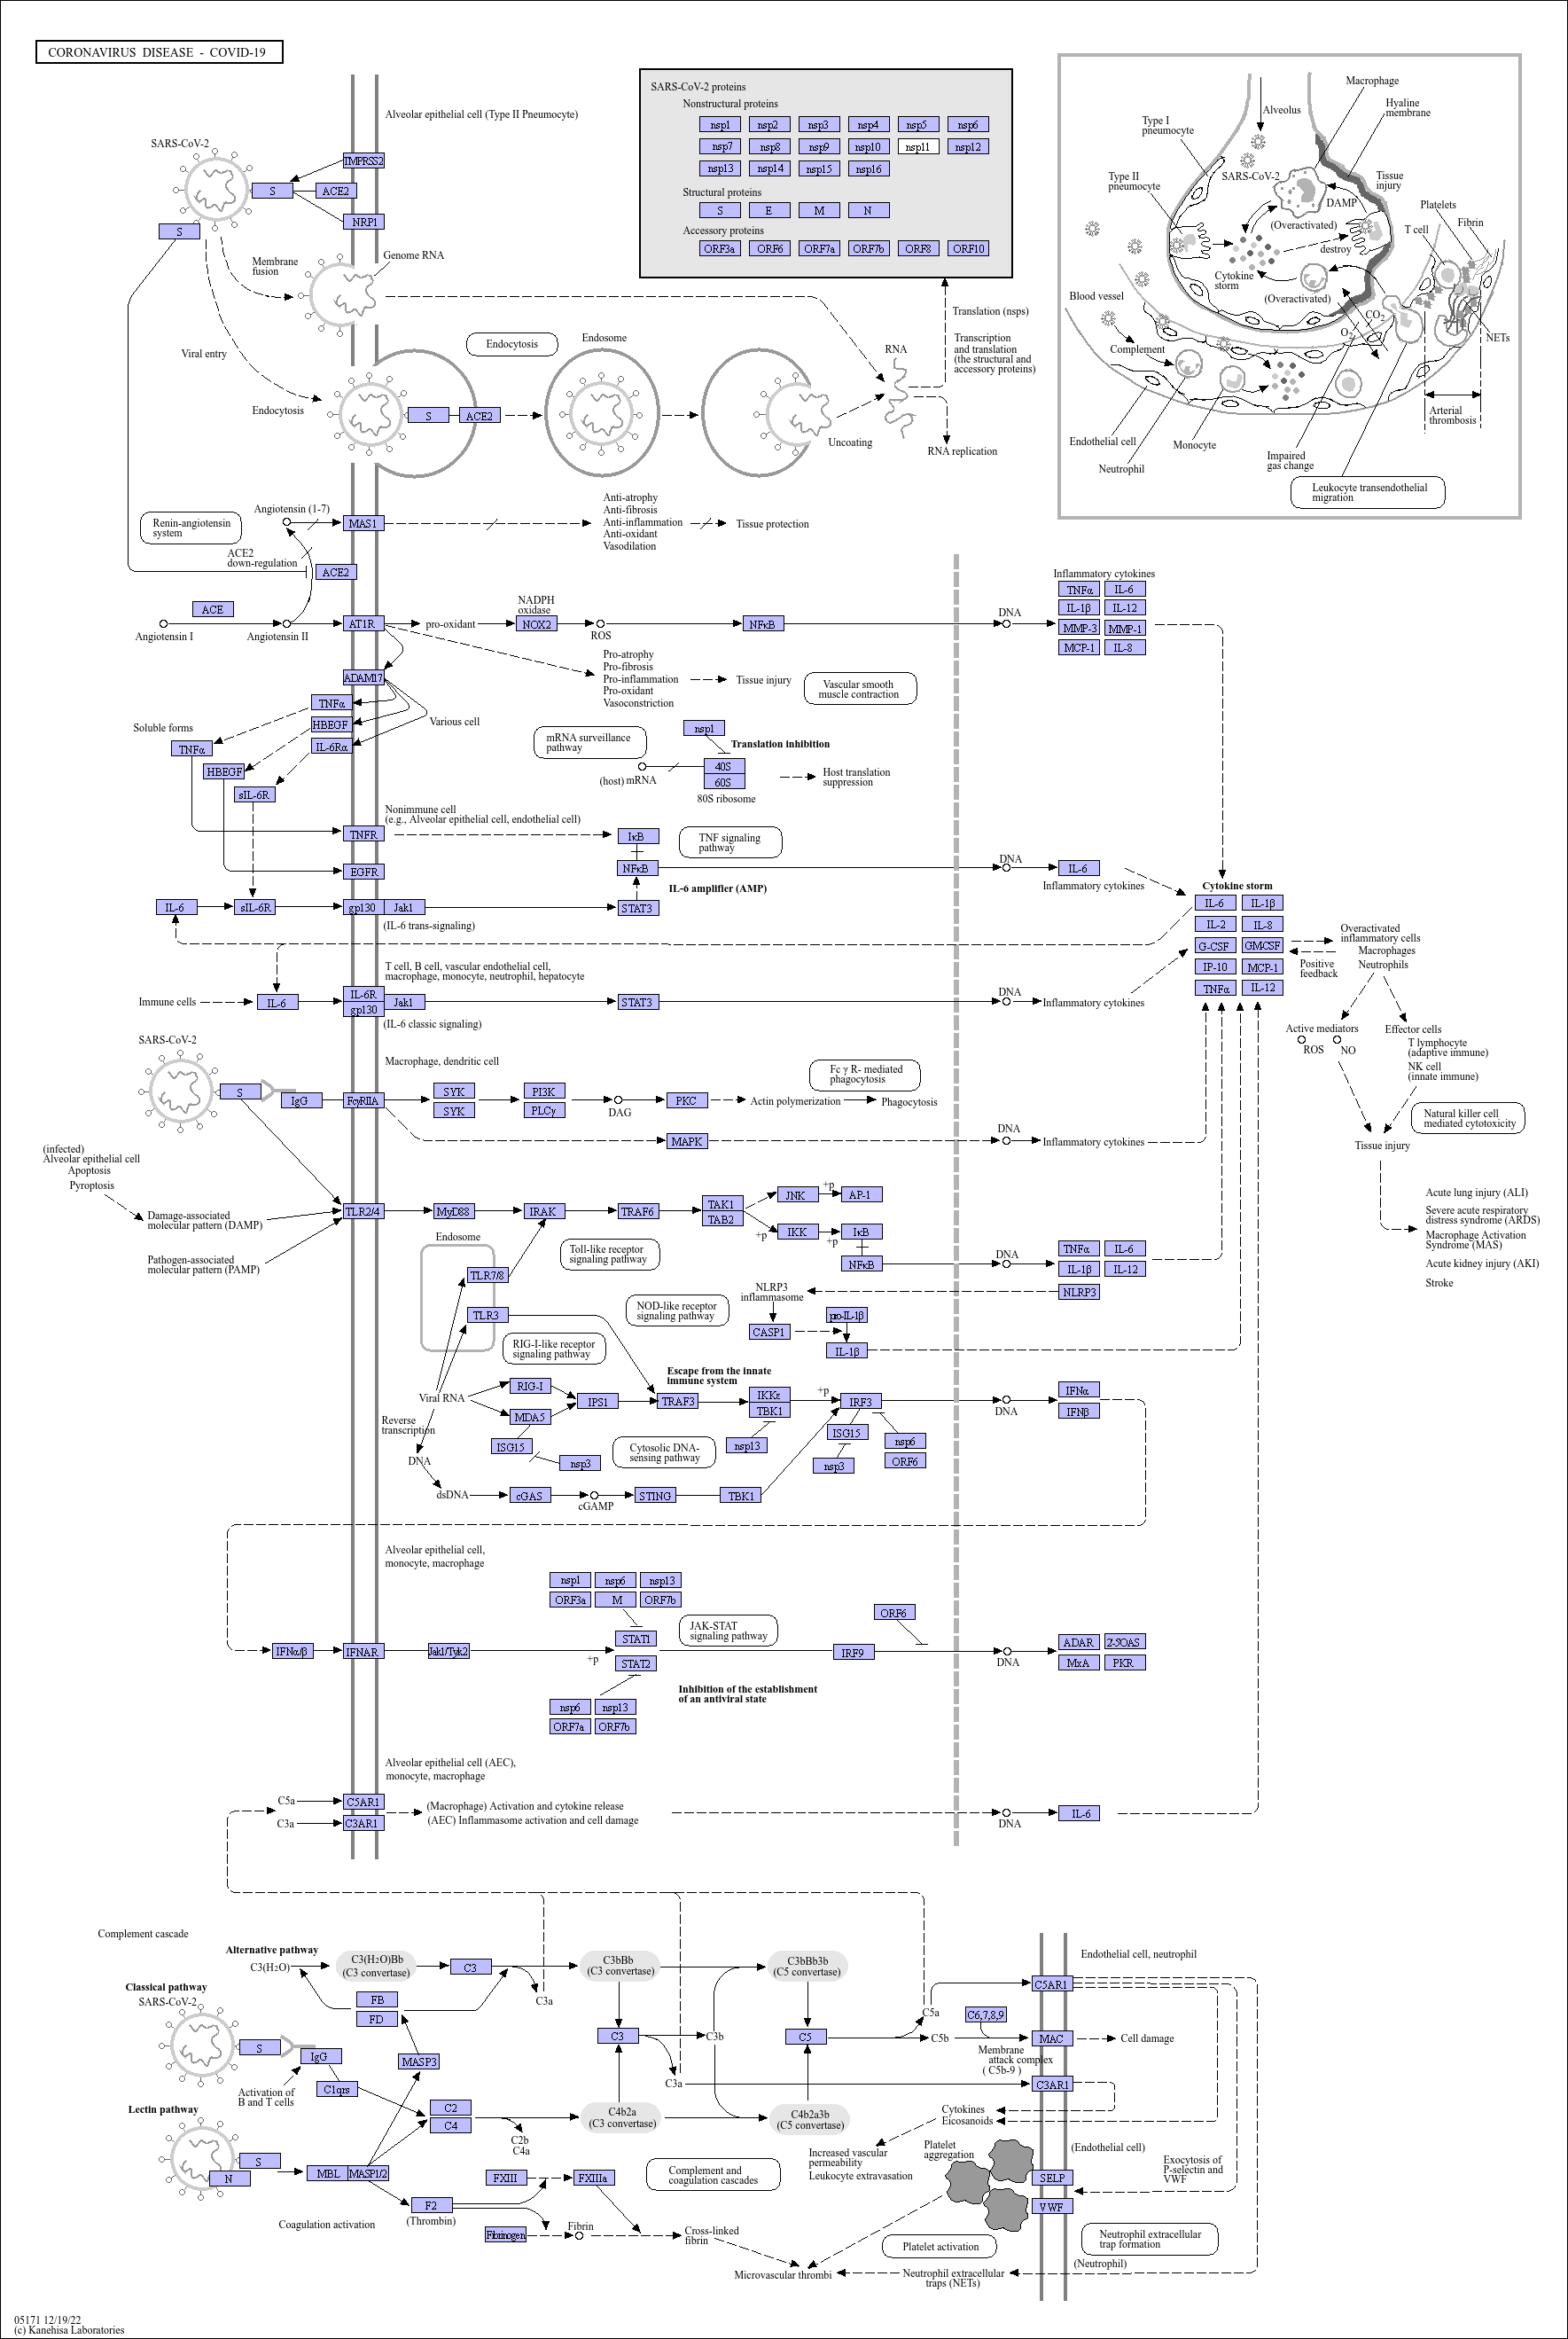 CORONAVIRUS DISEASE - COVID-19
Alveolar epithelial cell (Type II Pneumocyte)
SARS-CoV-2
TMPRSS2
S
ACE2
NRP1
S
Membrane
fusion
Genome RNA
Viral entry
Endocytosis
S
ACE2
Endocytosis
Endosome
Uncoating
RNA
RNA replication
Translation (nsps)
Transcription
and translation
(the structural and
accessory proteins)
SARS-CoV-2 proteins
Nonstructural proteins
nsp1 nsp2 nsp3 nsp4 nsp5 nsp6
nsp7 nsp8 nsp9 nsp10 nsp11 nsp12
nsp13 nsp14 nsp15 nsp16
Structural proteins
S E M N
Accessory proteins
ORF3a ORF6 ORF7a ORF7b ORF8 ORF10
Macrophage
Alveolus
Hyaline
membrane
Type I
pneumocyte
SARS-CoV-2
Tissue
injury
Type II
pneumocyte
DAMP
Platelets
(Overactivated)
Fibrin
T cell
destroy
Cytokine
storm
(Overactivated)
Blood vessel
CO2
O2
NETs
Complement
Arterial
thrombosis
Endothelial cell
Monocyte
Neutrophil
Impaired
gas change
Leukocyte transendothelial
migration
Renin-angiotensin
system
Angiotensin (1-7)
MAS1
Anti-atrophy
Anti-fibrosis
Anti-inflammation
Anti-oxidant
Vasodilation
Tissue protection
ACE2
down-regulation
ACE2
ACE
Angiotensin I
Angiotensin II
AT1R
pro-oxidant
NADPH
oxidase
NOX2
ROS
NFκB
DNA
Inflammatory cytokines
TNFα IL-6
IL-1β IL-12
MMP-3 MMP-1
MCP-1 IL-8
Pro-atrophy
Pro-fibrosis
Pro-inflammation
Pro-oxidant
Vasoconstriction
Tissue injury
Vascular smooth
muscle contraction
ADAM17
TNFα
HBEGF
IL-6Rα
Various cell
Soluble forms
TNFα
HBEGF
sIL-6R
mRNA surveillance
pathway
nsp1
Translation inhibition
(host) mRNA
40S
60S
80S ribosome
Host translation
suppression
Nonimmune cell
(e.g., Alveolar epithelial cell, endothelial cell)
TNFR
IκB
TNF signaling
pathway
EGFR
NFκB
DNA
IL-6
Inflammatory cytokines
IL-6 amplifier (AMP)
IL-6
sIL-6R
gp130
Jak1
STAT3
(IL-6 trans-signaling)
Cytokine storm
IL-6 IL-1β
IL-2 IL-8
G-CSF GMCSF
IP-10 MCP-1
TNFα IL-12
Positive
feedback
Overactivated
inflammatory cells
Macrophages
Neutrophils
T cell, B cell, vascular endothelial cell,
macrophage, monocyte, neutrophil, hepatocyte
Immune cells
IL-6
IL-6R
gp130
Jak1
STAT3
DNA
Inflammatory cytokines
(IL-6 classic signaling)
Active mediators
ROS NO
Effector cells
T lymphocyte
(adaptive immune)
NK cell
(innate immune)
Natural killer cell
mediated cytotoxicity
Tissue injury
Acute lung injury (ALI)
Severe acute respiratory
distress syndrome (ARDS)
Macrophage Activation
Syndrome (MAS)
Acute kidney injury (AKI)
Stroke
SARS-CoV-2
Macrophage, dendritic cell
S
IgG
FcγRIIA
SYK
SYK
PI3K
PLCγ
DAG
PKC
Actin polymerization
Phagocytosis
Fc γ R- mediated
phagocytosis
MAPK
DNA
Inflammatory cytokines
(infected)
Alveolar epithelial cell
Apoptosis
Pyroptosis
Damage-associated
molecular pattern (DAMP)
Pathogen-associated
molecular pattern (PAMP)
TLR2/4
MyD88
IRAK
TRAF6
TAK1
TAB2
JNK
+p
AP-1
+p
IKK
+p
IκB
NFκB
DNA
TNFα IL-6
IL-1β IL-12
NLRP3
Endosome
TLR7/8
TLR3
Toll-like receptor
signaling pathway
NOD-like receptor
signaling pathway
NLRP3
inflammasome
CASP1
pro-IL-1β
IL-1β
RIG-I-like receptor
signaling pathway
Escape from the innate
immune system
Viral RNA
RIG-I
MDA5
IPS1
TRAF3
IKKε
TBK1
+p
IRF3
DNA
IFNα
IFNβ
Reverse
transcription
ISG15
nsp3
Cytosolic DNA-
sensing pathway
nsp13
ISG15
nsp3
nsp6
ORF6
DNA
dsDNA
cGAS
cGAMP
STING
TBK1
Alveolar epithelial cell,
monocyte, macrophage
nsp1 nsp6 nsp13
ORF3a M ORF7b
JAK-STAT
signaling pathway
ORF6
IFNα/β
IFNAR
Jak1/Tyk2
STAT1
+p
STAT2
IRF9
DNA
ADAR 2-5'OAS
MxA PKR
Inhibition of the establishment
of an antiviral state
nsp6 nsp13
ORF7a ORF7b
Alveolar epithelial cell (AEC),
monocyte, macrophage
C5a
C3a
C5AR1
C3AR1
(Macrophage) Activation and cytokine release
(AEC) Inflammasome activation and cell damage
DNA
IL-6
Complement cascade
Alternative pathway
C3(H2O)
C3(H2O)Bb
(C3 convertase)
C3
C3a
C3bBb
(C3 convertase)
C3bBb3b
(C5 convertase)
FB
FD
Classical pathway
SARS-CoV-2
S
IgG
C1qrs
Activation of
B and T cells
MASP3
C2
C4
C2b
C4a
C3
C3b
C3a
C4b2a
(C3 convertase)
C5
C4b2a3b
(C5 convertase)
C5a
C5b
C6,7,8,9
Membrane
attack complex
( C5b-9 )
Endothelial cell, neutrophil
C5AR1
MAC
Cell damage
C3AR1
Cytokines
Eicosanoids
Increased vascular
permeability
Leukocyte extravasation
Lectin pathway
S
N
MBL
MASP1/2
Coagulation activation
F2
(Thrombin)
FXIII
FXIIIa
Fibrinogen
Fibrin
Cross-linked
fibrin
Complement and
coagulation cascades
Platelet
aggregation
(Endothelial cell)
SELP
VWF
Exocytosis of
P-selectin and
VWF
Platelet activation
Neutrophil extracellular
trap formation
(Neutrophil)
Microvascular thrombi
Neutrophil extracellular
traps (NETs)
05171 12/19/22
(c) Kanehisa Laboratories